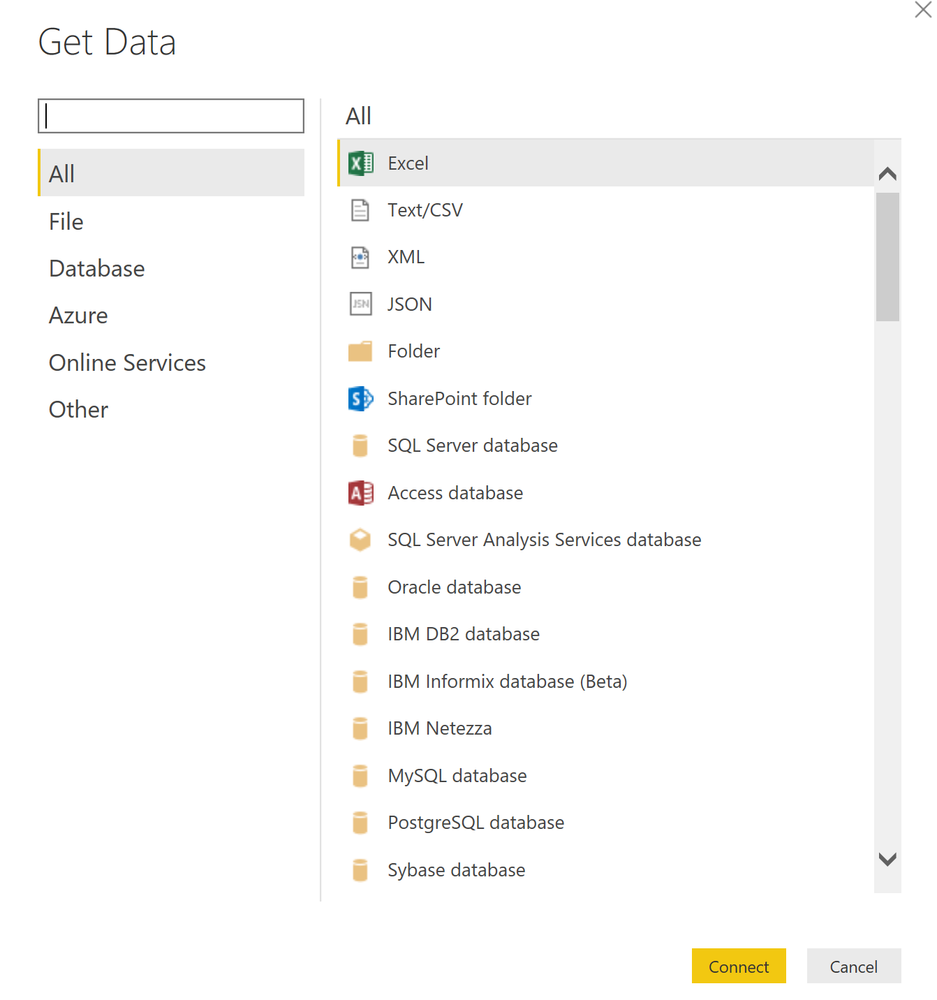 Get Data
All
File
Database
Azure
Online Services
Other
All
Excel
Text/CSV
XML
JSN JSON
Folder
SharePoint folder
SQL Server database
Access database
SQL Server Analysis Services database
Oracle database
IBM DB2 database
IBM Informix database (Beta)
IBM Netezza
MySQL database
PostgreSQL database
Sybase database
Connect
Cancel